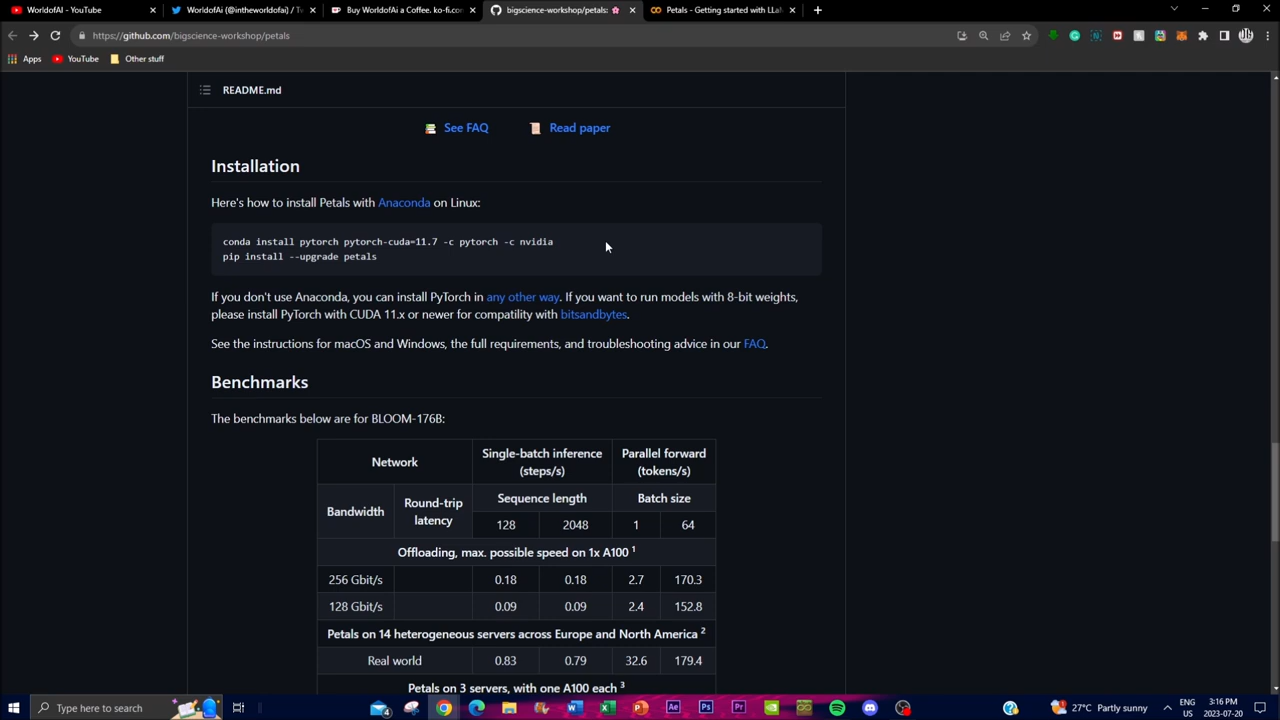 WorldofAI - YouTube
WorldofAi (@intheworldofai) / Tw
Buy WorldofAi a Coffee. ko-fi.com
bigscience-workshop/petals: 🌸
Petals - Getting started with LLaM
https://github.com/bigscience-workshop/petals
Apps
YouTube
Other stuff
README.md
See FAQ
Read paper
Installation
Here's how to install Petals with Anaconda on Linux:
conda install pytorch pytorch-cuda=11.7 -c pytorch -c nvidia
pip install --upgrade petals
If you don't use Anaconda, you can install PyTorch in any other way. If you want to run models with 8-bit weights,
please install PyTorch with CUDA 11.x or newer for compatibility with bitsandbytes.
See the instructions for macOS and Windows, the full requirements, and troubleshooting advice in our FAQ.
Benchmarks
The benchmarks below are for BLOOM-176B:
Network
Single-batch inference
(steps/s)
Parallel forward
(tokens/s)
Bandwidth
Round-trip
latency
Sequence length
Batch size
128 2048 1 64
Offloading, max. possible speed on 1x A100 1
256 Gbit/s 0.18 0.18 2.7 170.3
128 Gbit/s 0.09 0.09 2.4 152.8
Petals on 14 heterogeneous servers across Europe and North America 2
Real world 0.83 0.79 32.6 179.4
Petals on 3 servers, with one A100 each 3
Type here to search
4
27°C Partly sunny
ENG
US
3:16 PM
2023-07-20